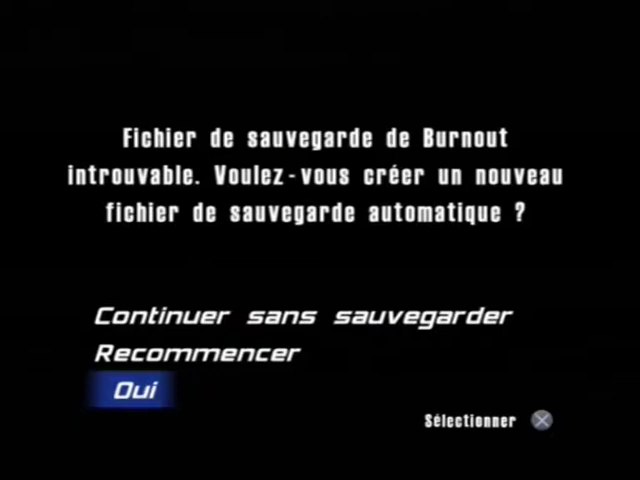 Fichier de sauvegarde de Burnout
introuvable. Voulez-vous créer un nouveau
fichier de sauvegarde automatique ?
Continuer sans sauvegarder
Recommencer
Oui
Sélectionner